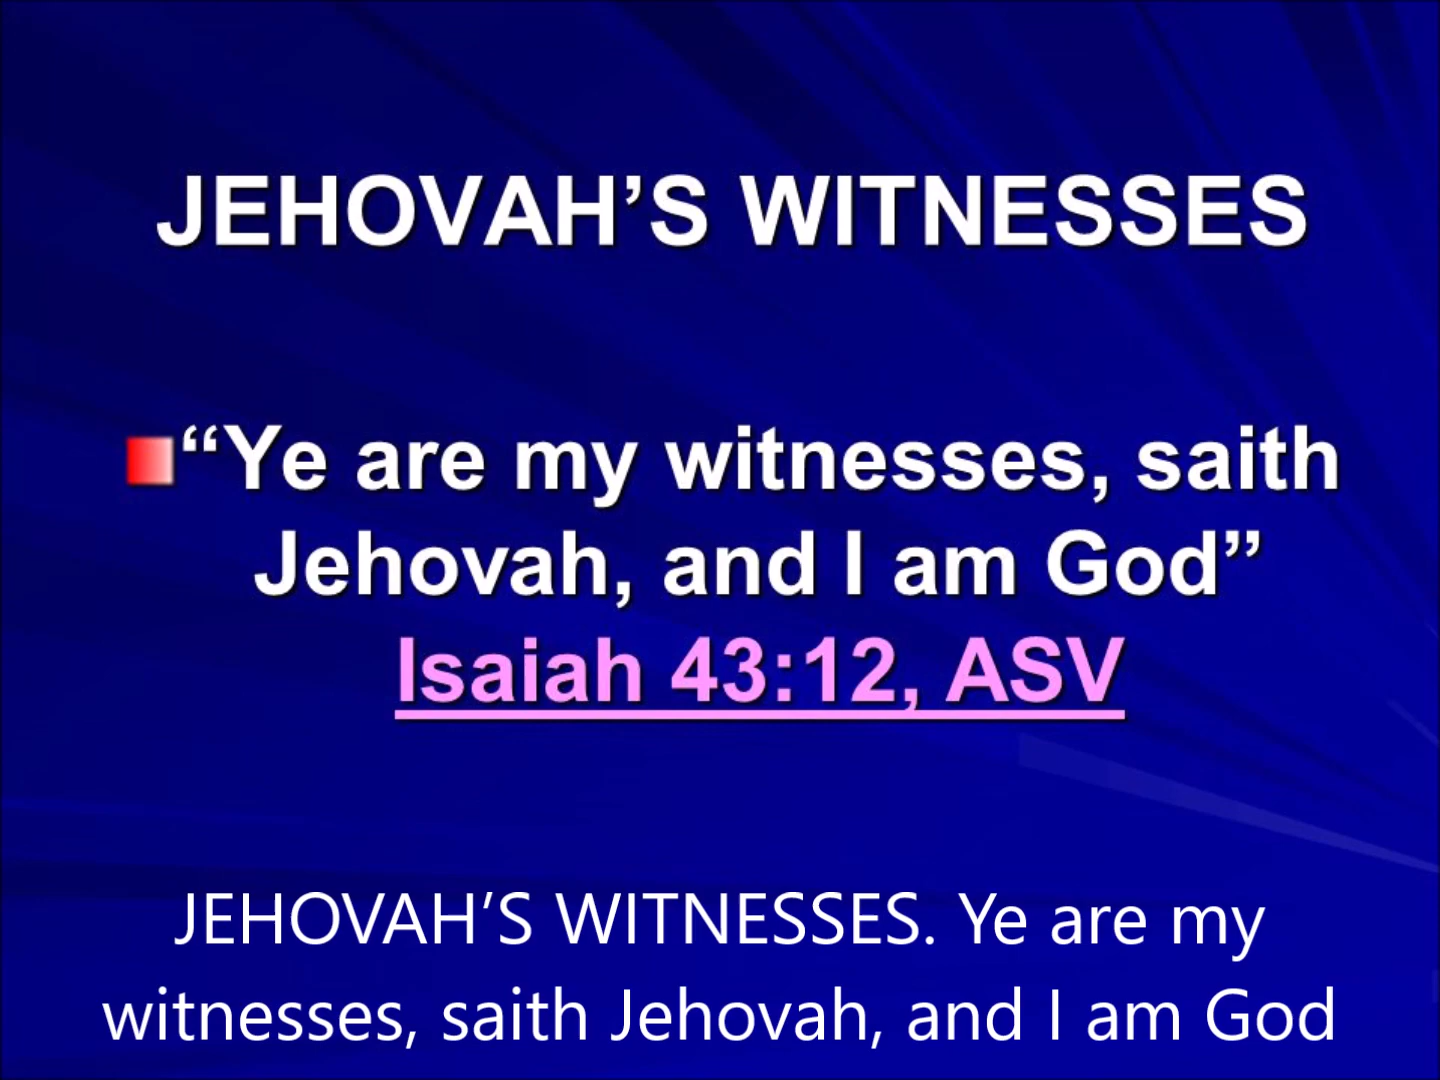 JEHOVAH’S WITNESSES
“Ye are my witnesses, saith
Jehovah, and I am God”
Isaiah 43:12, ASV
JEHOVAH’S WITNESSES. Ye are my
witnesses, saith Jehovah, and I am God